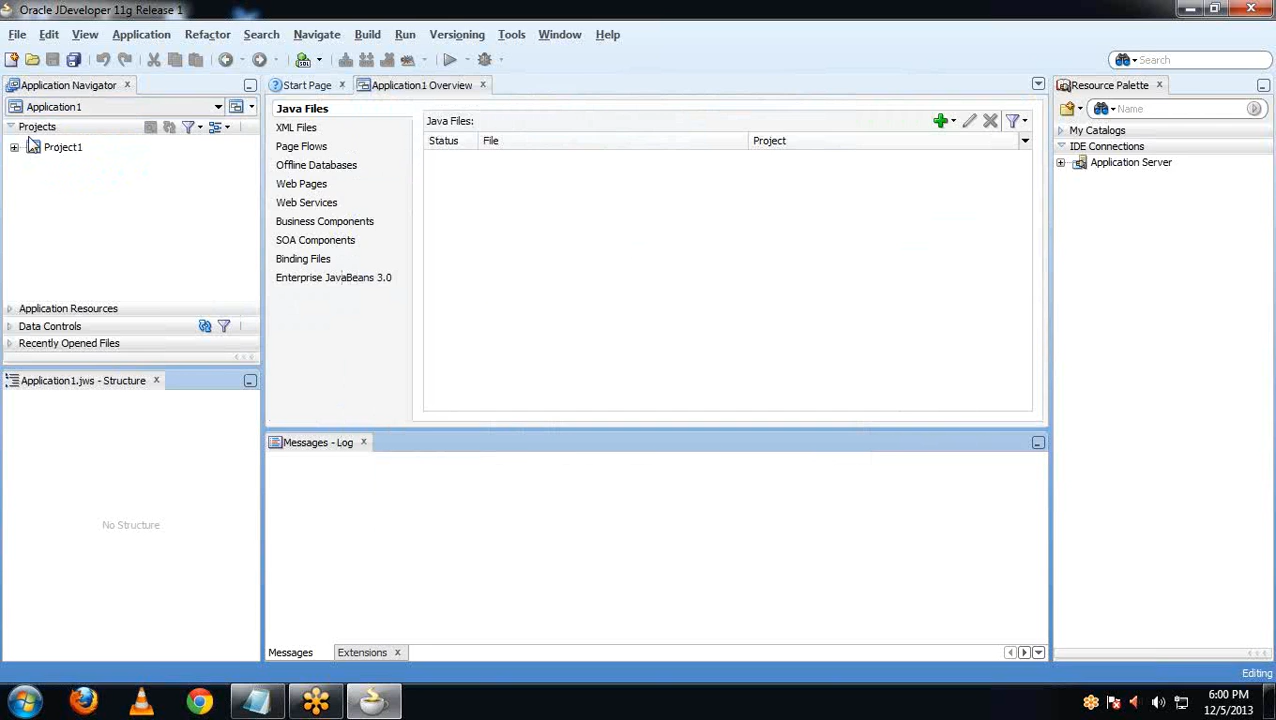 Oracle JDeveloper 11g Release 1
File Edit View Application Refactor Search Navigate Build Run Versioning Tools Window Help
Search
Application Navigator
Start Page
Application1 Overview
Resource Palette
Application1
Projects
Project1
Application Resources
Data Controls
Recently Opened Files
Java Files
XML Files
Page Flows
Offline Databases
Web Pages
Web Services
Business Components
SOA Components
Binding Files
Enterprise JavaBeans 3.0
Java Files:
Status File Project
Name
My Catalogs
IDE Connections
Application Server
Application1.jws - Structure
No Structure
Messages - Log
Messages Extensions
Editing
6:00 PM
12/5/2013